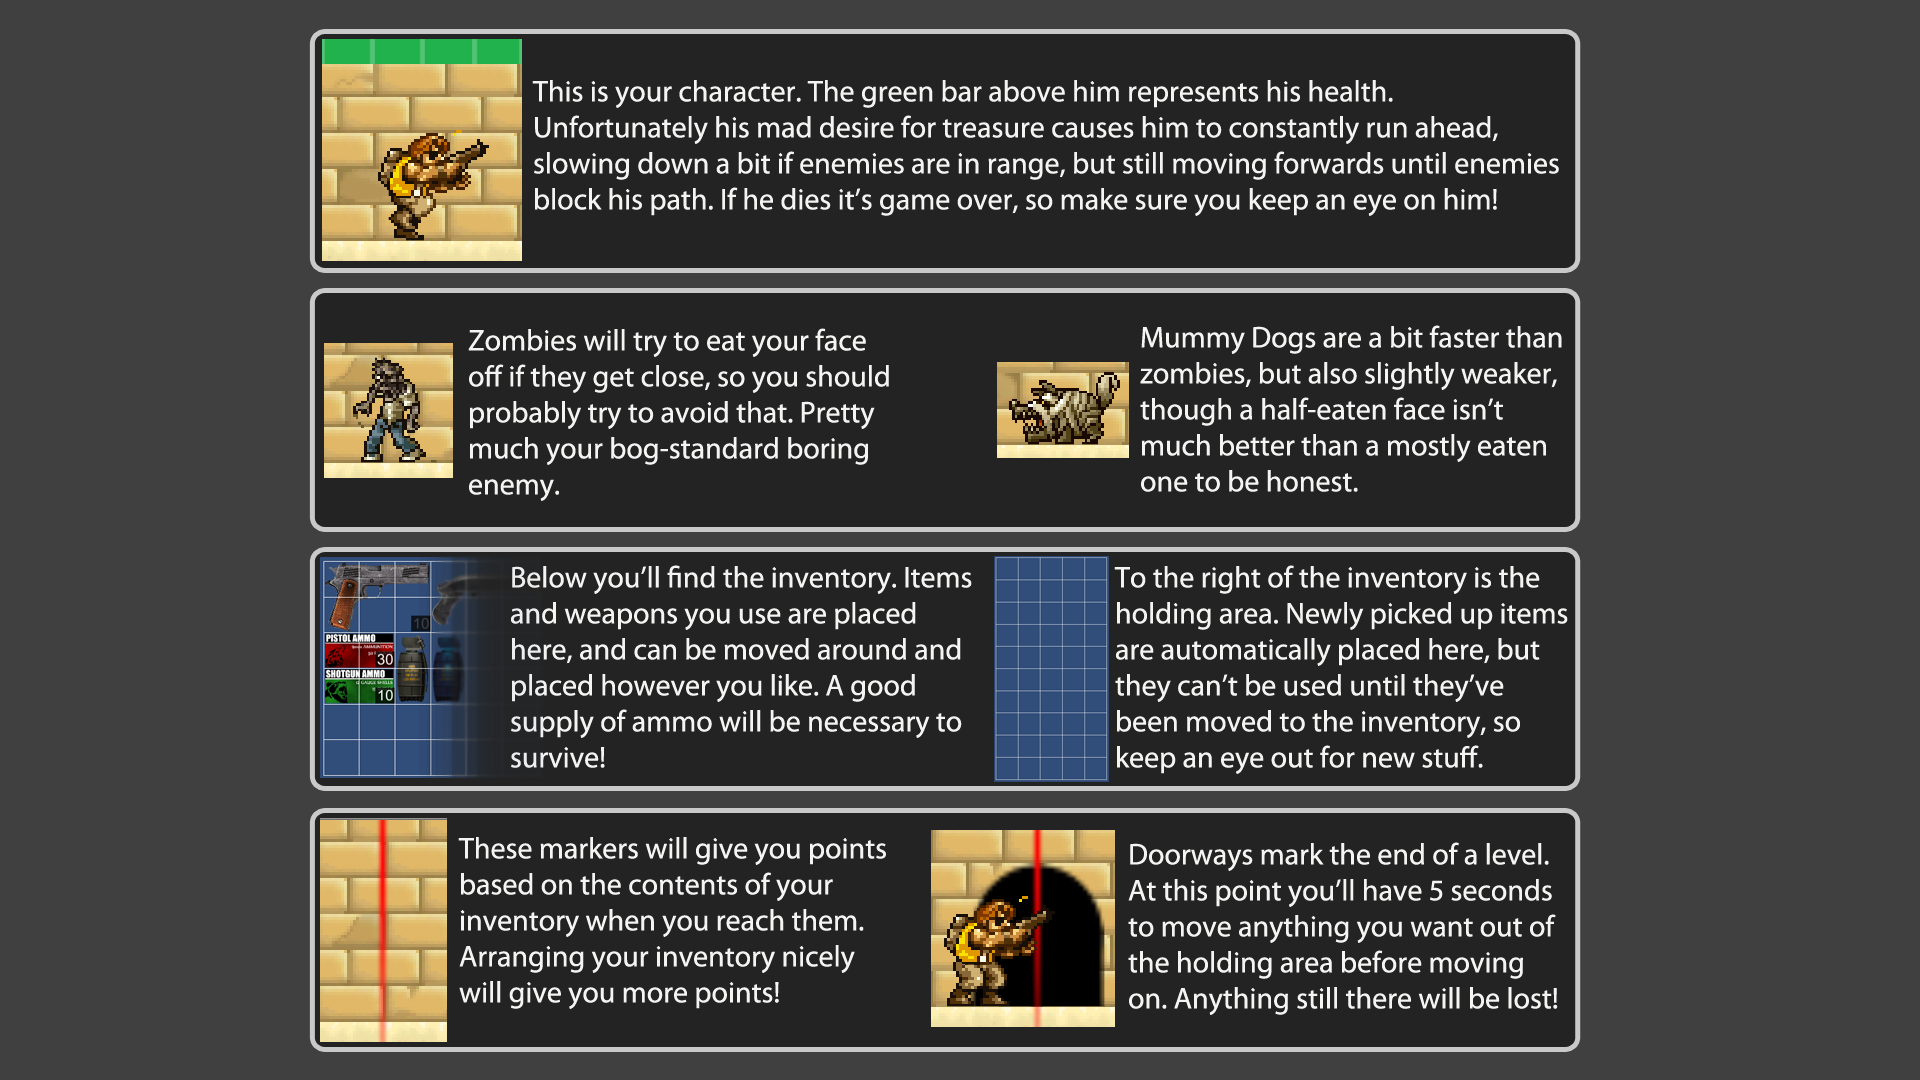 This is your character. The green bar above him represents his health.
Unfortunately his mad desire for treasure causes him to constantly run ahead,
slowing down a bit if enemies are in range, but still moving forwards until enemies
block his path. If he dies it’s game over, so make sure you keep an eye on him!
Zombies will try to eat your face
off if they get close, so you should
probably try to avoid that. Pretty
much your bog-standard boring
enemy.
Mummy Dogs are a bit faster than
zombies, but also slightly weaker,
though a half-eaten face isn’t
much better than a mostly eaten
one to be honest.
10
PISTOL AMMO
30
SHOTGUN AMMO
10
Below you’ll find the inventory. Items
and weapons you use are placed
here, and can be moved around and
placed however you like. A good
supply of ammo will be necessary to
survive!
To the right of the inventory is the
holding area. Newly picked up items
are automatically placed here, but
they can’t be used until they’ve
been moved to the inventory, so
keep an eye out for new stuff.
These markers will give you points
based on the contents of your
inventory when you reach them.
Arranging your inventory nicely
will give you more points!
Doorways mark the end of a level.
At this point you’ll have 5 seconds
to move anything you want out of
the holding area before moving
on. Anything still there will be lost!